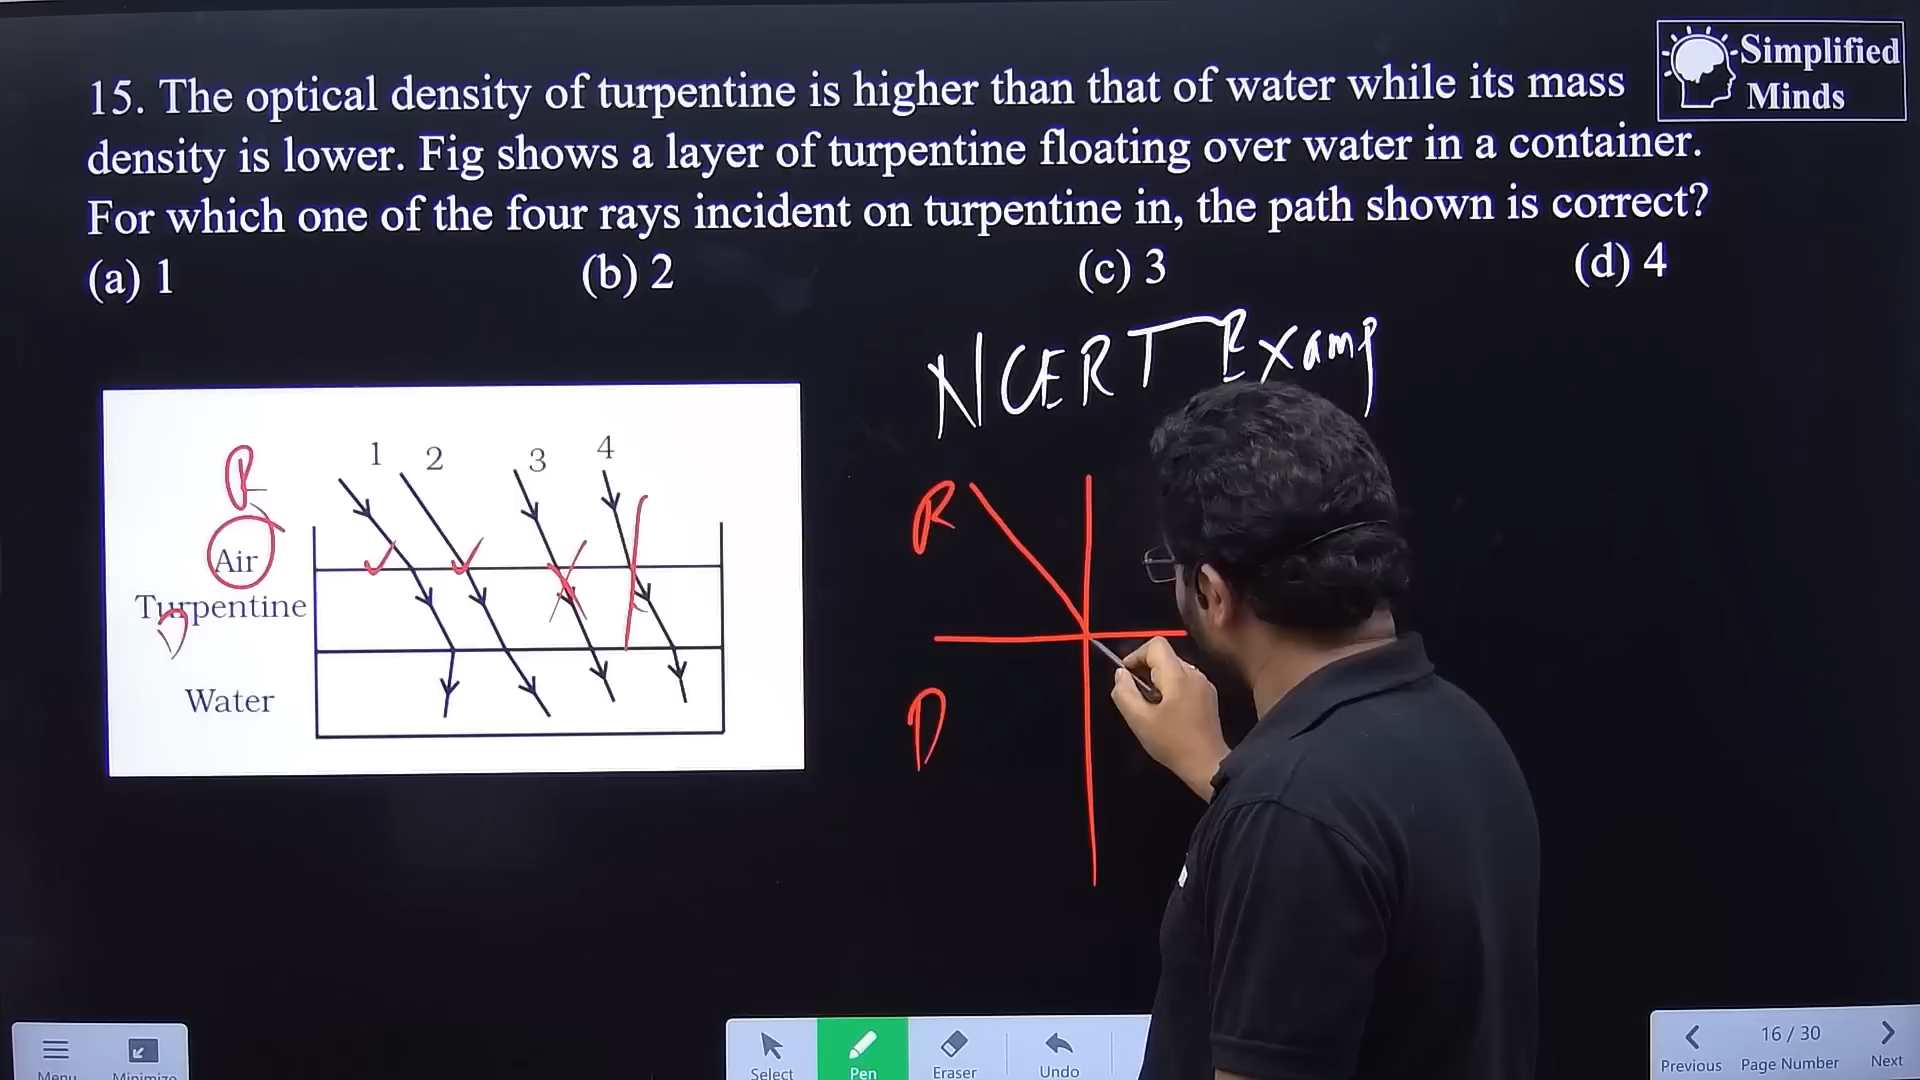 Simplified
Minds
15. The optical density of turpentine is higher than that of water while its mass
density is lower. Fig shows a layer of turpentine floating over water in a container.
For which one of the four rays incident on turpentine in, the path shown is correct?
(a) 1 (b) 2 (c) 3 (d) 4
NCERT Examp
1 2 3 4
R
Air
Turpentine
D
Water
R
D
Menu Minimize
Select Pen Eraser Undo
16 / 30
Previous Page Number Next